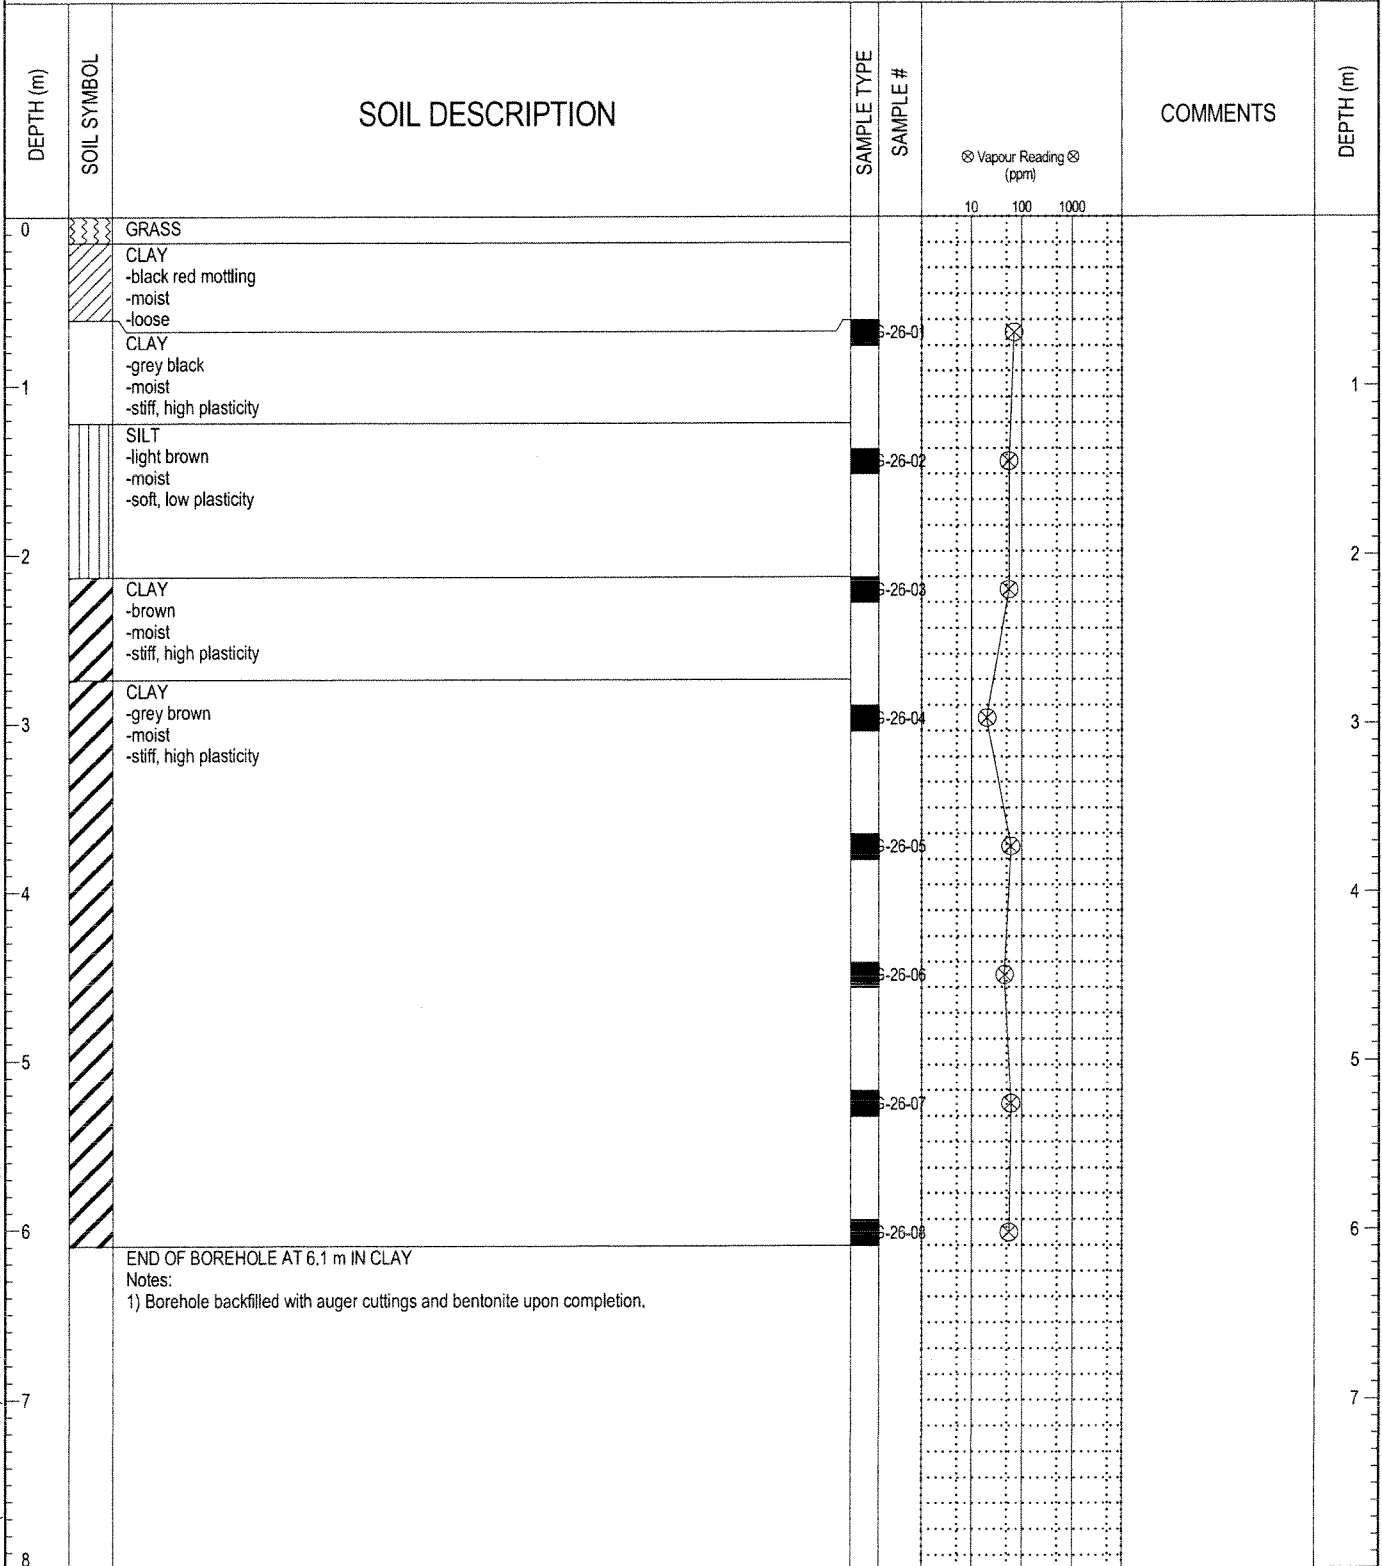 DEPTH (m)
SOIL SYMBOL
SOIL DESCRIPTION
SAMPLE TYPE
SAMPLE #
⊗ Vapour Reading ⊗
(ppm)
10 100 1000
COMMENTS
DEPTH (m)
0
GRASS
CLAY
-black red mottling
-moist
-loose
G-26-01
CLAY
-grey black
-moist
-stiff, high plasticity
1
1
SILT
-light brown
-moist
-soft, low plasticity
G-26-02
2
2
CLAY
-brown
-moist
-stiff, high plasticity
G-26-03
CLAY
-grey brown
-moist
-stiff, high plasticity
G-26-04
3
3
G-26-05
4
4
G-26-06
5
5
G-26-07
6
6
G-26-08
END OF BOREHOLE AT 6.1 m IN CLAY
Notes:
1) Borehole backfilled with auger cuttings and bentonite upon completion.
7
7
8